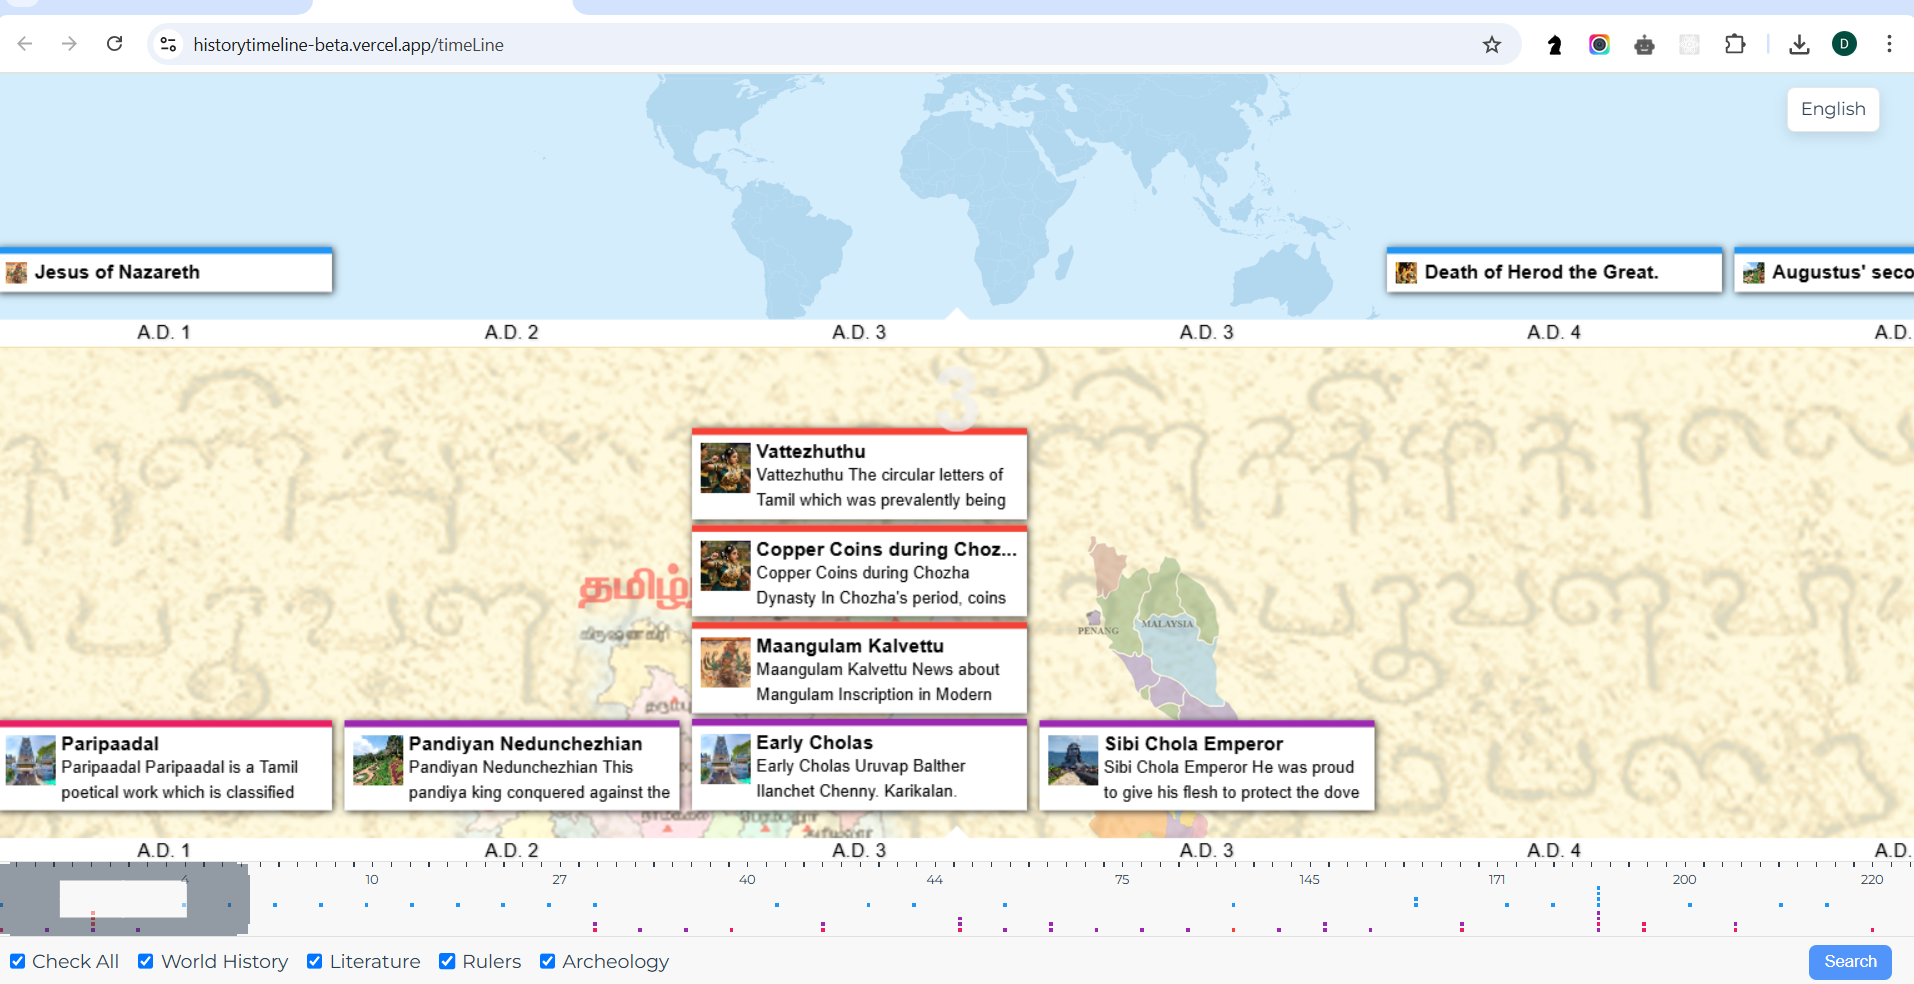 historytimeline-beta.vercel.app/timeLine
D
English
Jesus of Nazareth
Death of Herod the Great.
Augustus' seco
A.D. 1
A.D. 2
A.D. 3
A.D. 3
A.D. 4
A.D.
3
Vattezhuthu
Vattezhuthu The circular letters of
Tamil which was prevalently being
Copper Coins during Choz...
Copper Coins during Chozha
Dynasty In Chozha's period, coins
தமிழ்
PENANG
MALAYSIA
Maangulam Kalvettu
Maangulam Kalvettu News about
Mangulam Inscription in Modern
Paripaadal
Paripaadal Paripaadal is a Tamil
poetical work which is classified
Pandiyan Nedunchezhian
Pandiyan Nedunchezhian This
pandiya king conquered against the
Early Cholas
Early Cholas Uruvap Balther
Ilanchet Chenny. Karikalan.
Sibi Chola Emperor
Sibi Chola Emperor He was proud
to give his flesh to protect the dove
A.D. 1
A.D. 2
A.D. 3
A.D. 3
A.D. 4
A.D.
4
10
27
40
44
75
145
171
200
220
Check All
World History
Literature
Rulers
Archeology
Search